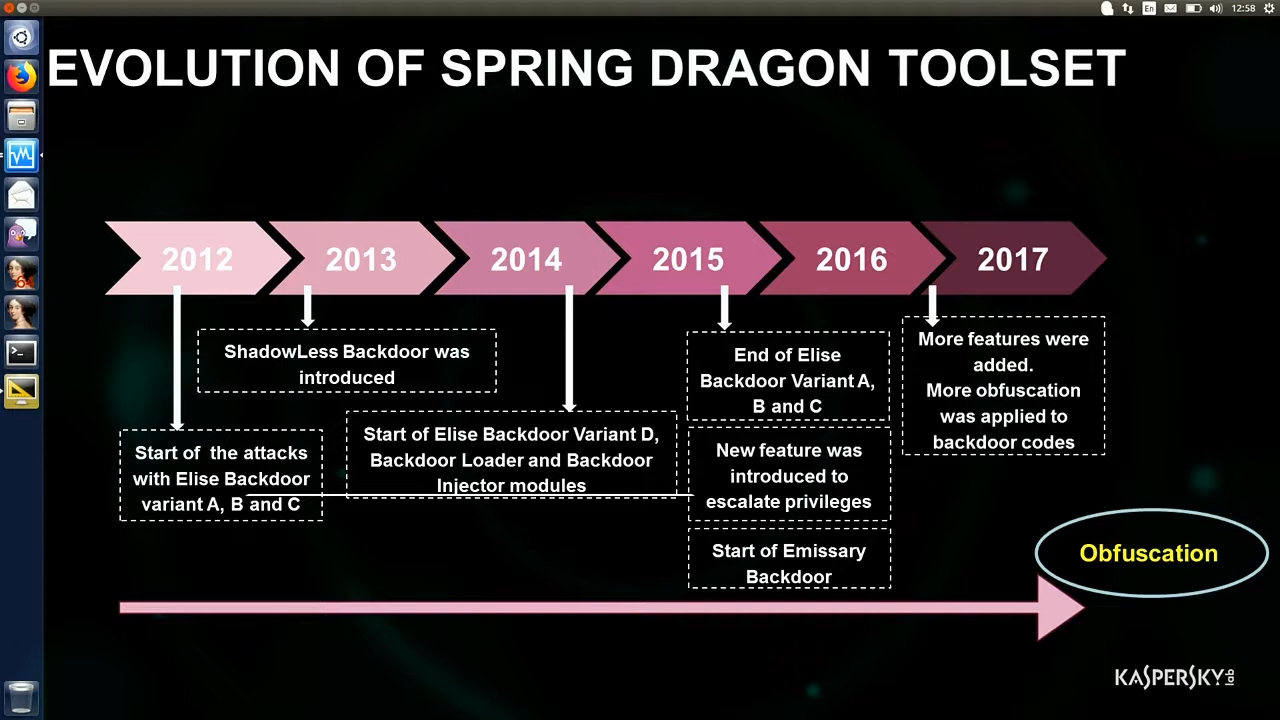 En
12:58
EVOLUTION OF SPRING DRAGON TOOLSET
2012
2013
2014
2015
2016
2017
ShadowLess Backdoor was
introduced
Start of the attacks
with Elise Backdoor
variant A, B and C
Start of Elise Backdoor Variant D,
Backdoor Loader and Backdoor
Injector modules
End of Elise
Backdoor Variant A,
B and C
New feature was
introduced to
escalate privileges
Start of Emissary
Backdoor
More features were
added.
More obfuscation
was applied to
backdoor codes
Obfuscation
KASPERSKY lab